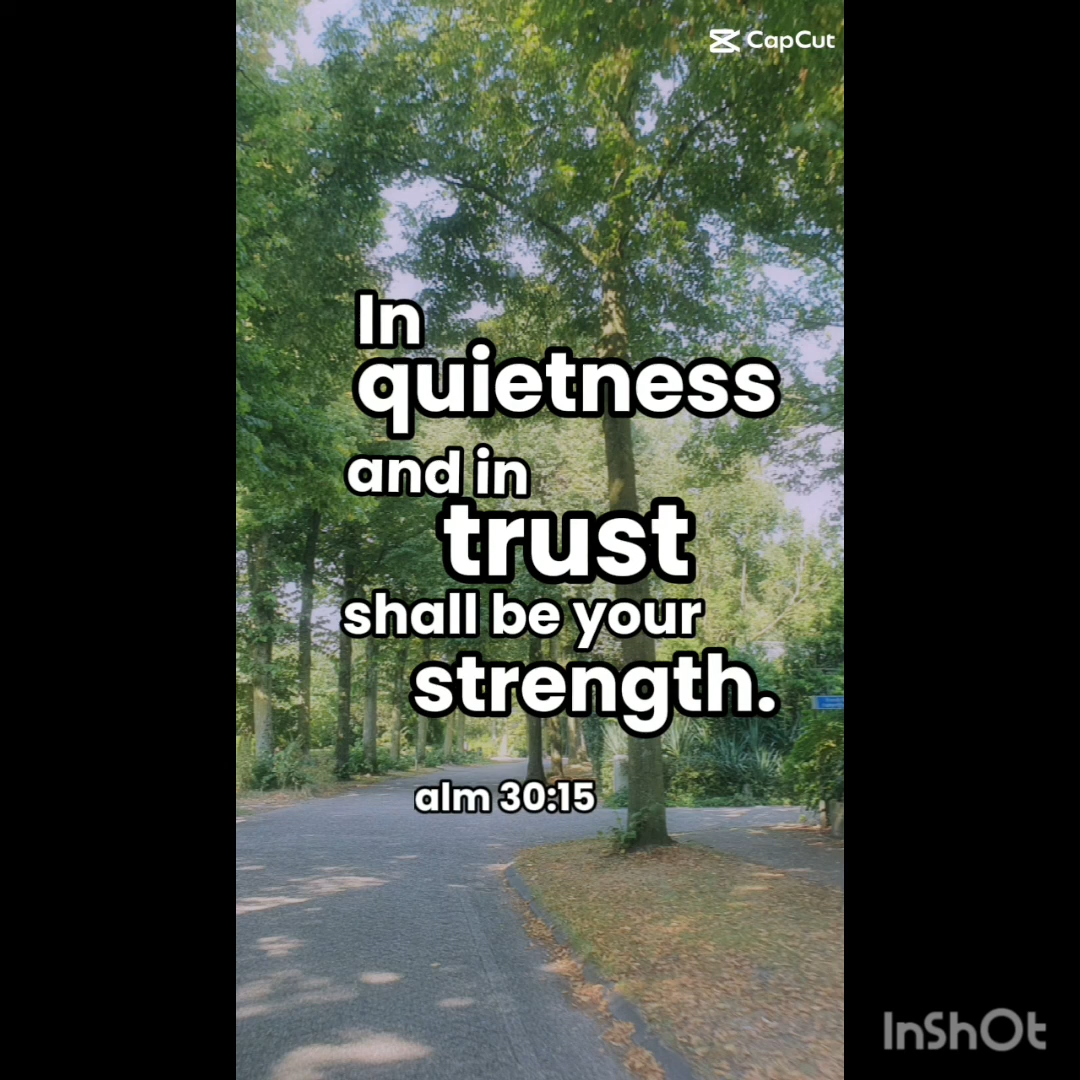 CapCut
In
quietness
and in
trust
shall be your
strength.
alm 30:15
InShOt